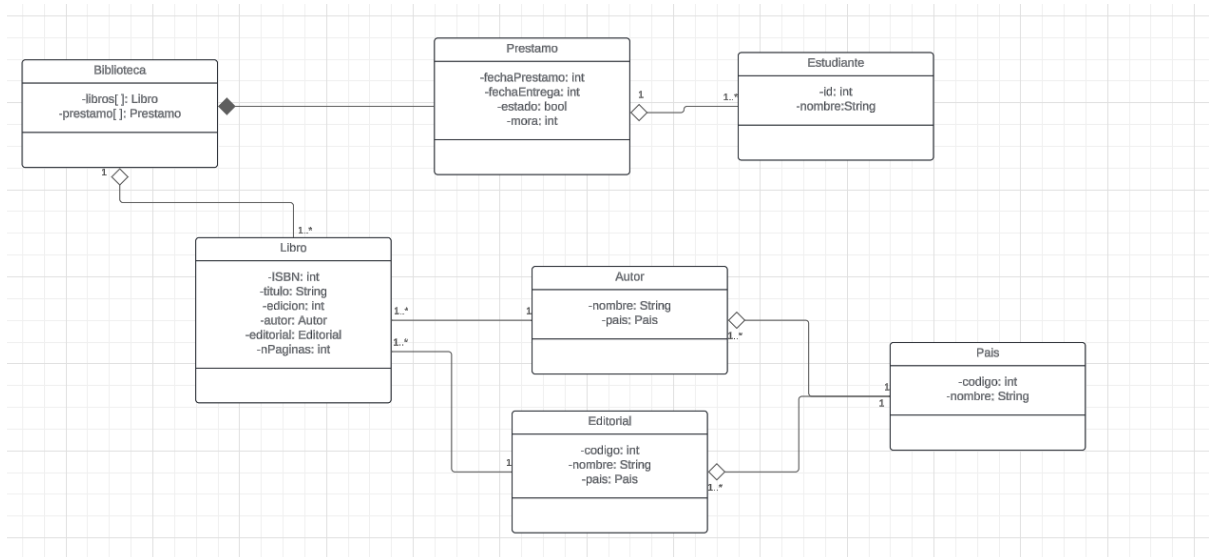 Biblioteca
-libros[ ]: Libro
-prestamo[ ]: Prestamo
Prestamo
-fechaPrestamo: int
-fechaEntrega: int
-estado: bool
-mora: int
1
1..*
Estudiante
-id: int
-nombre:String
1
1..*
Libro
-ISBN: int
-titulo: String
-edicion: int
-autor: Autor
-editorial: Editorial
-nPaginas: int
1..*
1
1..*
1
Autor
-nombre: String
-pais: Pais
1..*
1
1
Pais
-codigo: int
-nombre: String
Editorial
-codigo: int
-nombre: String
-pais: Pais
1..*